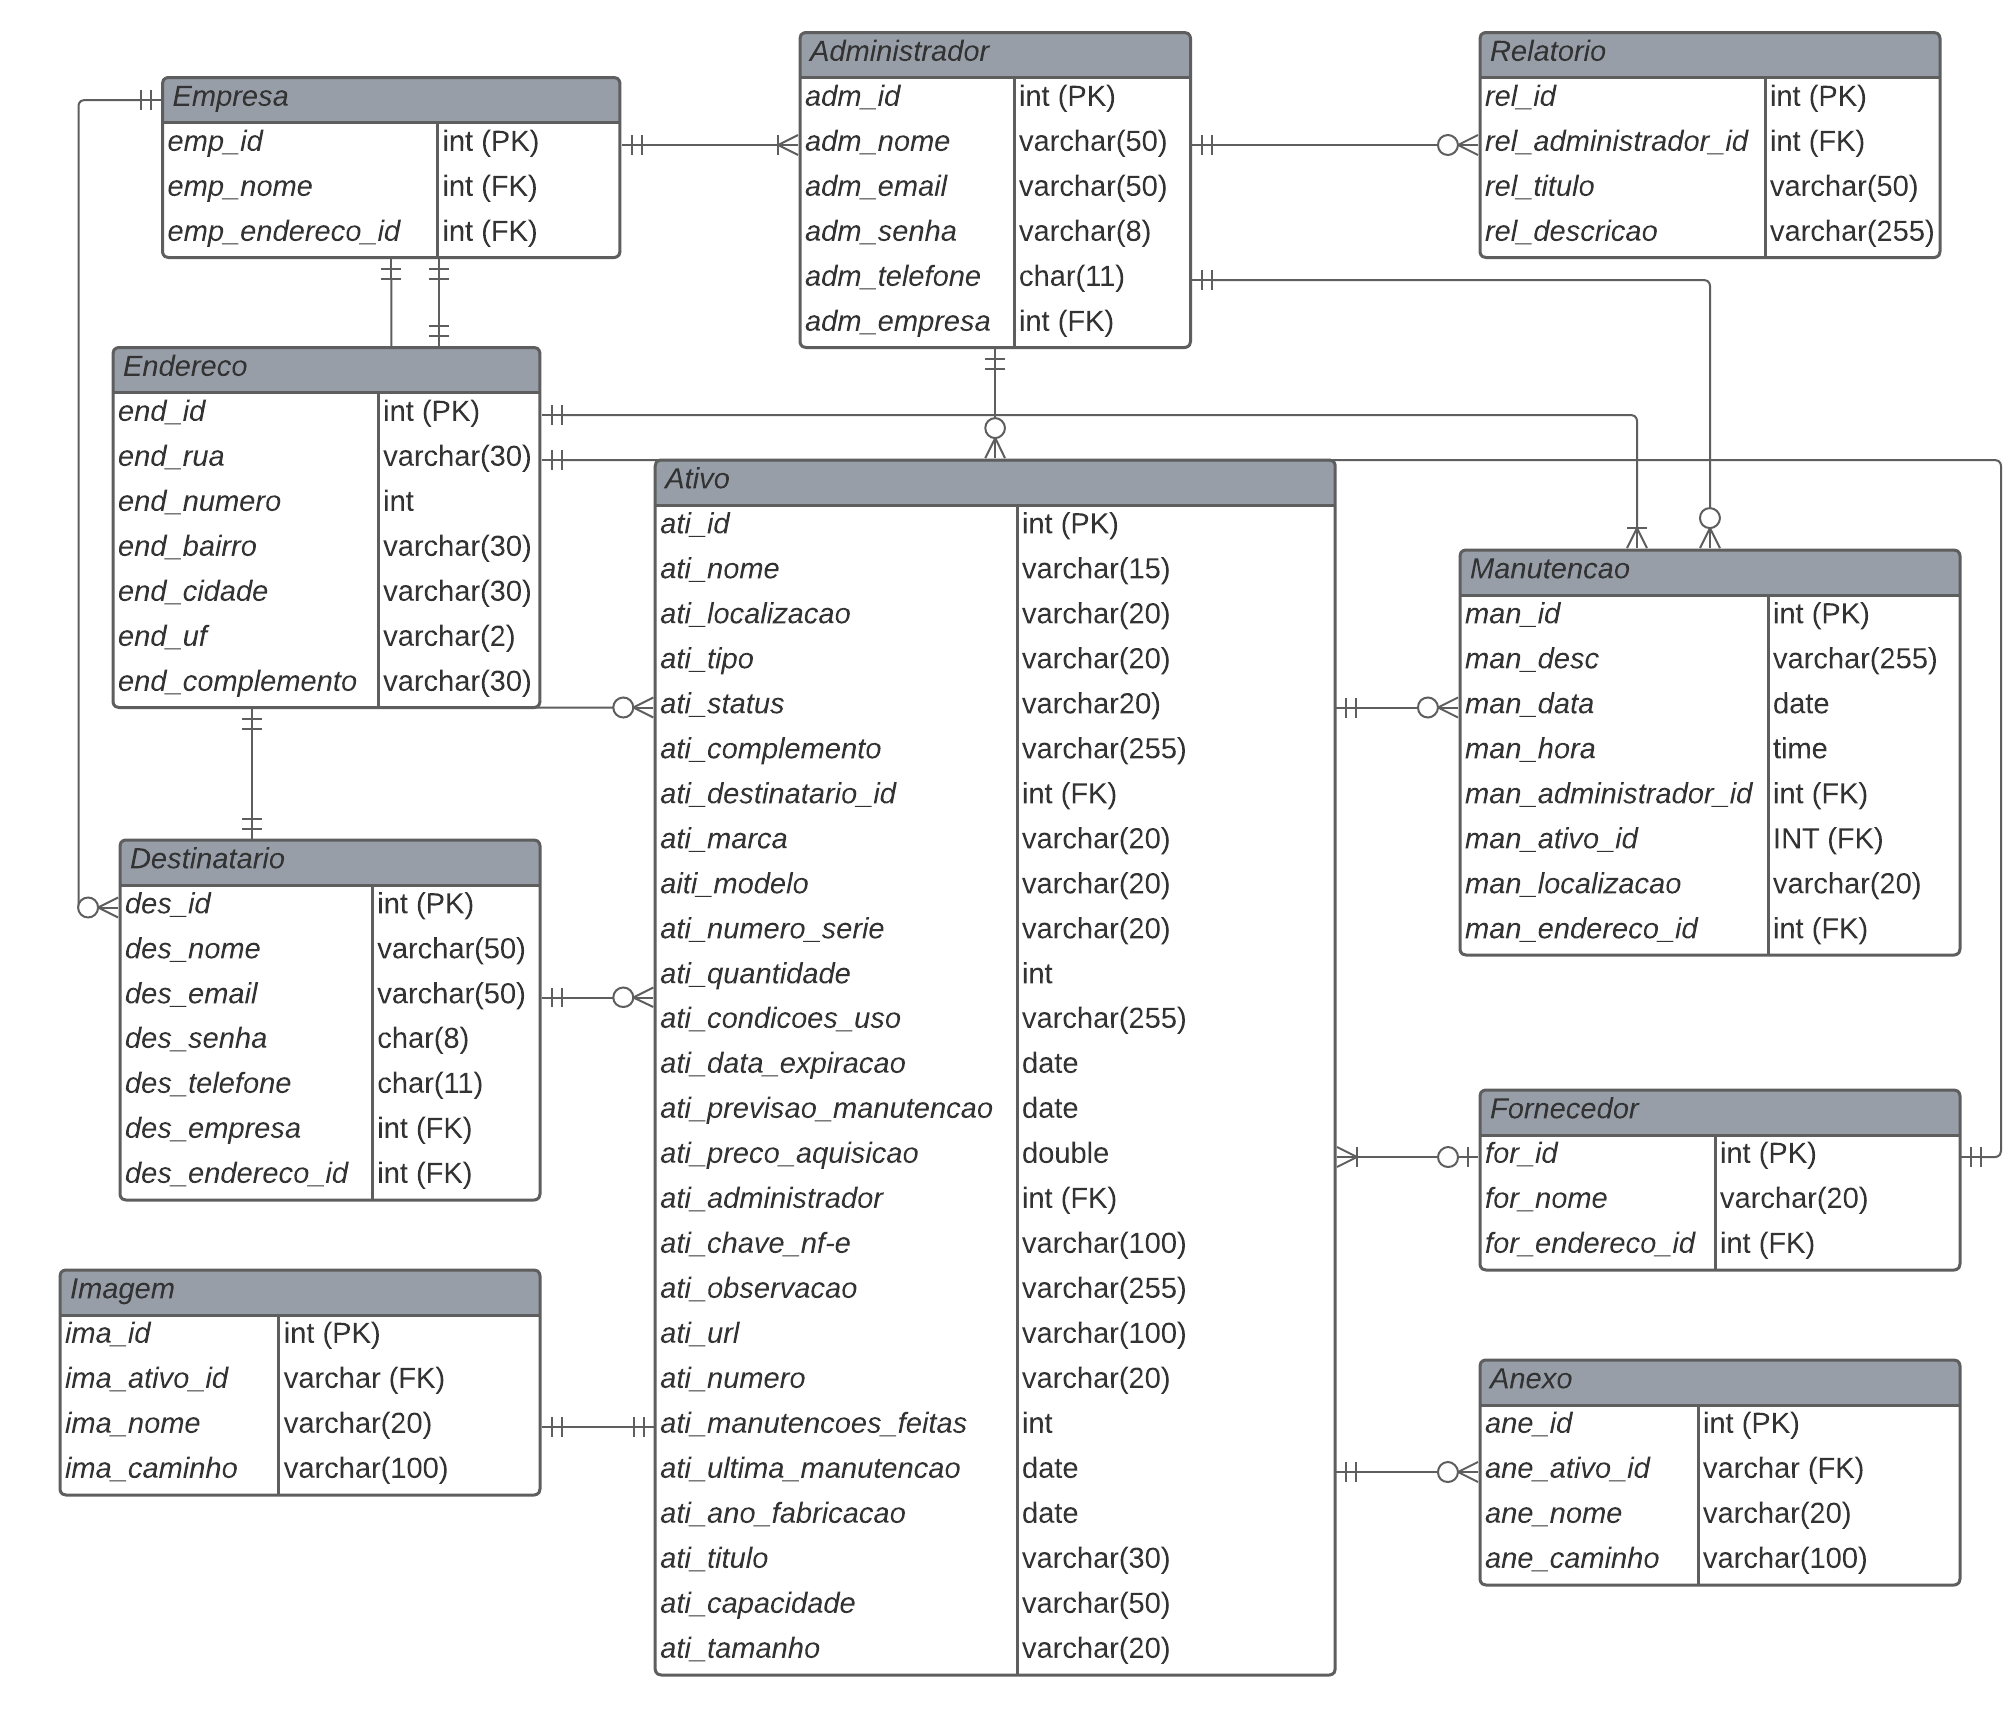 Empresa
emp_id int (PK)
emp_nome int (FK)
emp_endereco_id int (FK)
Administrador
adm_id int (PK)
adm_nome varchar(50)
adm_email varchar(50)
adm_senha varchar(8)
adm_telefone char(11)
adm_empresa int (FK)
Relatorio
rel_id int (PK)
rel_administrador_id int (FK)
rel_titulo varchar(50)
rel_descricao varchar(255)
Endereco
end_id int (PK)
end_rua varchar(30)
end_numero int
end_bairro varchar(30)
end_cidade varchar(30)
end_uf varchar(2)
end_complemento varchar(30)
Ativo
ati_id int (PK)
ati_nome varchar(15)
ati_localizacao varchar(20)
ati_tipo varchar(20)
ati_status varchar20)
ati_complemento varchar(255)
ati_destinatario_id int (FK)
ati_marca varchar(20)
aiti_modelo varchar(20)
ati_numero_serie varchar(20)
ati_quantidade int
ati_condicoes_uso varchar(255)
ati_data_expiracao date
ati_previsao_manutencao date
ati_preco_aquisicao double
ati_administrador int (FK)
ati_chave_nf-e varchar(100)
ati_observacao varchar(255)
ati_url varchar(100)
ati_numero varchar(20)
ati_manutencoes_feitas int
ati_ultima_manutencao date
ati_ano_fabricacao date
ati_titulo varchar(30)
ati_capacidade varchar(50)
ati_tamanho varchar(20)
Manutencao
man_id int (PK)
man_desc varchar(255)
man_data date
man_hora time
man_administrador_id int (FK)
man_ativo_id INT (FK)
man_localizacao varchar(20)
man_endereco_id int (FK)
Destinatario
des_id int (PK)
des_nome varchar(50)
des_email varchar(50)
des_senha char(8)
des_telefone char(11)
des_empresa int (FK)
des_endereco_id int (FK)
Fornecedor
for_id int (PK)
for_nome varchar(20)
for_endereco_id int (FK)
Imagem
ima_id int (PK)
ima_ativo_id varchar (FK)
ima_nome varchar(20)
ima_caminho varchar(100)
Anexo
ane_id int (PK)
ane_ativo_id varchar (FK)
ane_nome varchar(20)
ane_caminho varchar(100)